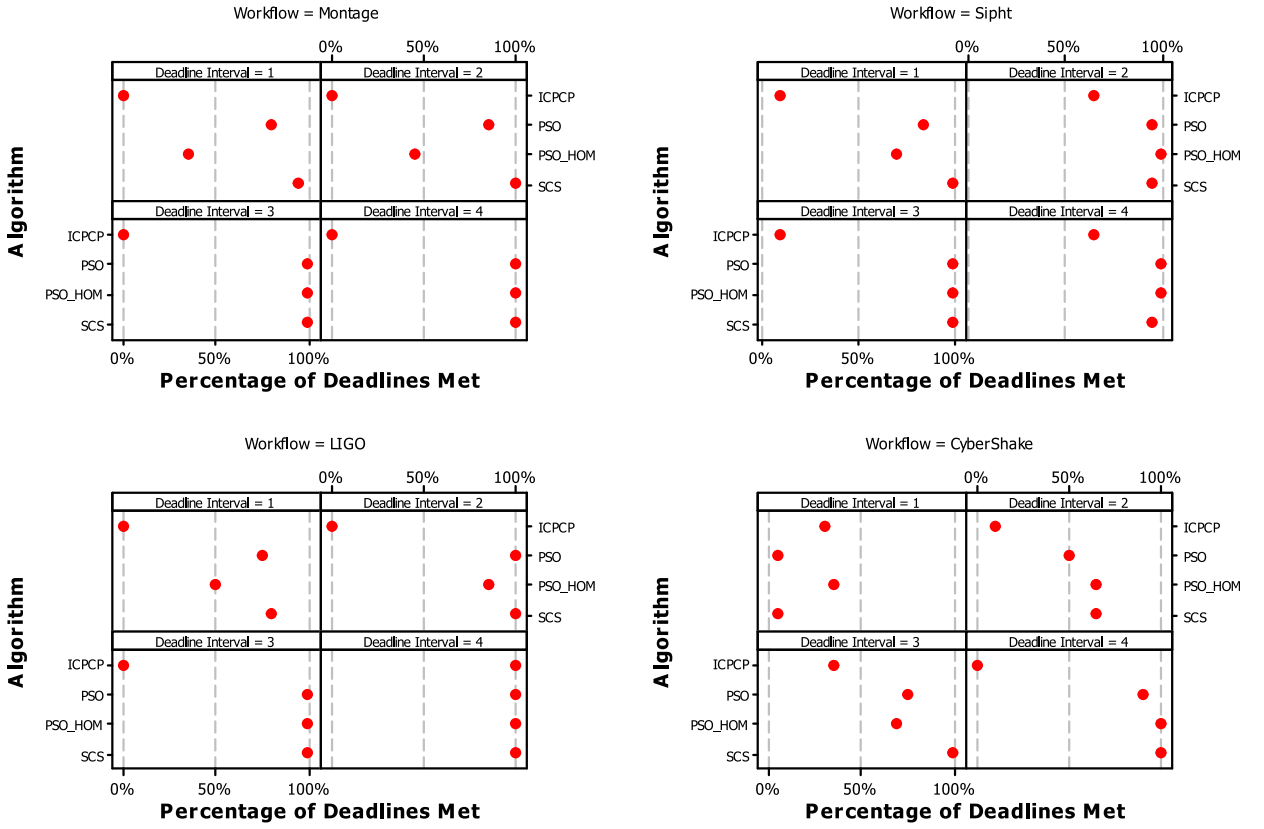 Workflow = Montage
0% 50% 100%
Deadline Interval = 1 Deadline Interval = 2
ICPCP
PSO
PSO_HOM
SCS
Deadline Interval = 3 Deadline Interval = 4
ICPCP
PSO
PSO_HOM
SCS
0% 50% 100%
Percentage of Deadlines Met
Algorithm
Workflow = Sipht
0% 50% 100%
Deadline Interval = 1 Deadline Interval = 2
ICPCP
PSO
PSO_HOM
SCS
Deadline Interval = 3 Deadline Interval = 4
ICPCP
PSO
PSO_HOM
SCS
0% 50% 100%
Percentage of Deadlines Met
Algorithm
Workflow = LIGO
0% 50% 100%
Deadline Interval = 1 Deadline Interval = 2
ICPCP
PSO
PSO_HOM
SCS
Deadline Interval = 3 Deadline Interval = 4
ICPCP
PSO
PSO_HOM
SCS
0% 50% 100%
Percentage of Deadlines Met
Algorithm
Workflow = CyberShake
0% 50% 100%
Deadline Interval = 1 Deadline Interval = 2
ICPCP
PSO
PSO_HOM
SCS
Deadline Interval = 3 Deadline Interval = 4
ICPCP
PSO
PSO_HOM
SCS
0% 50% 100%
Percentage of Deadlines Met
Algorithm